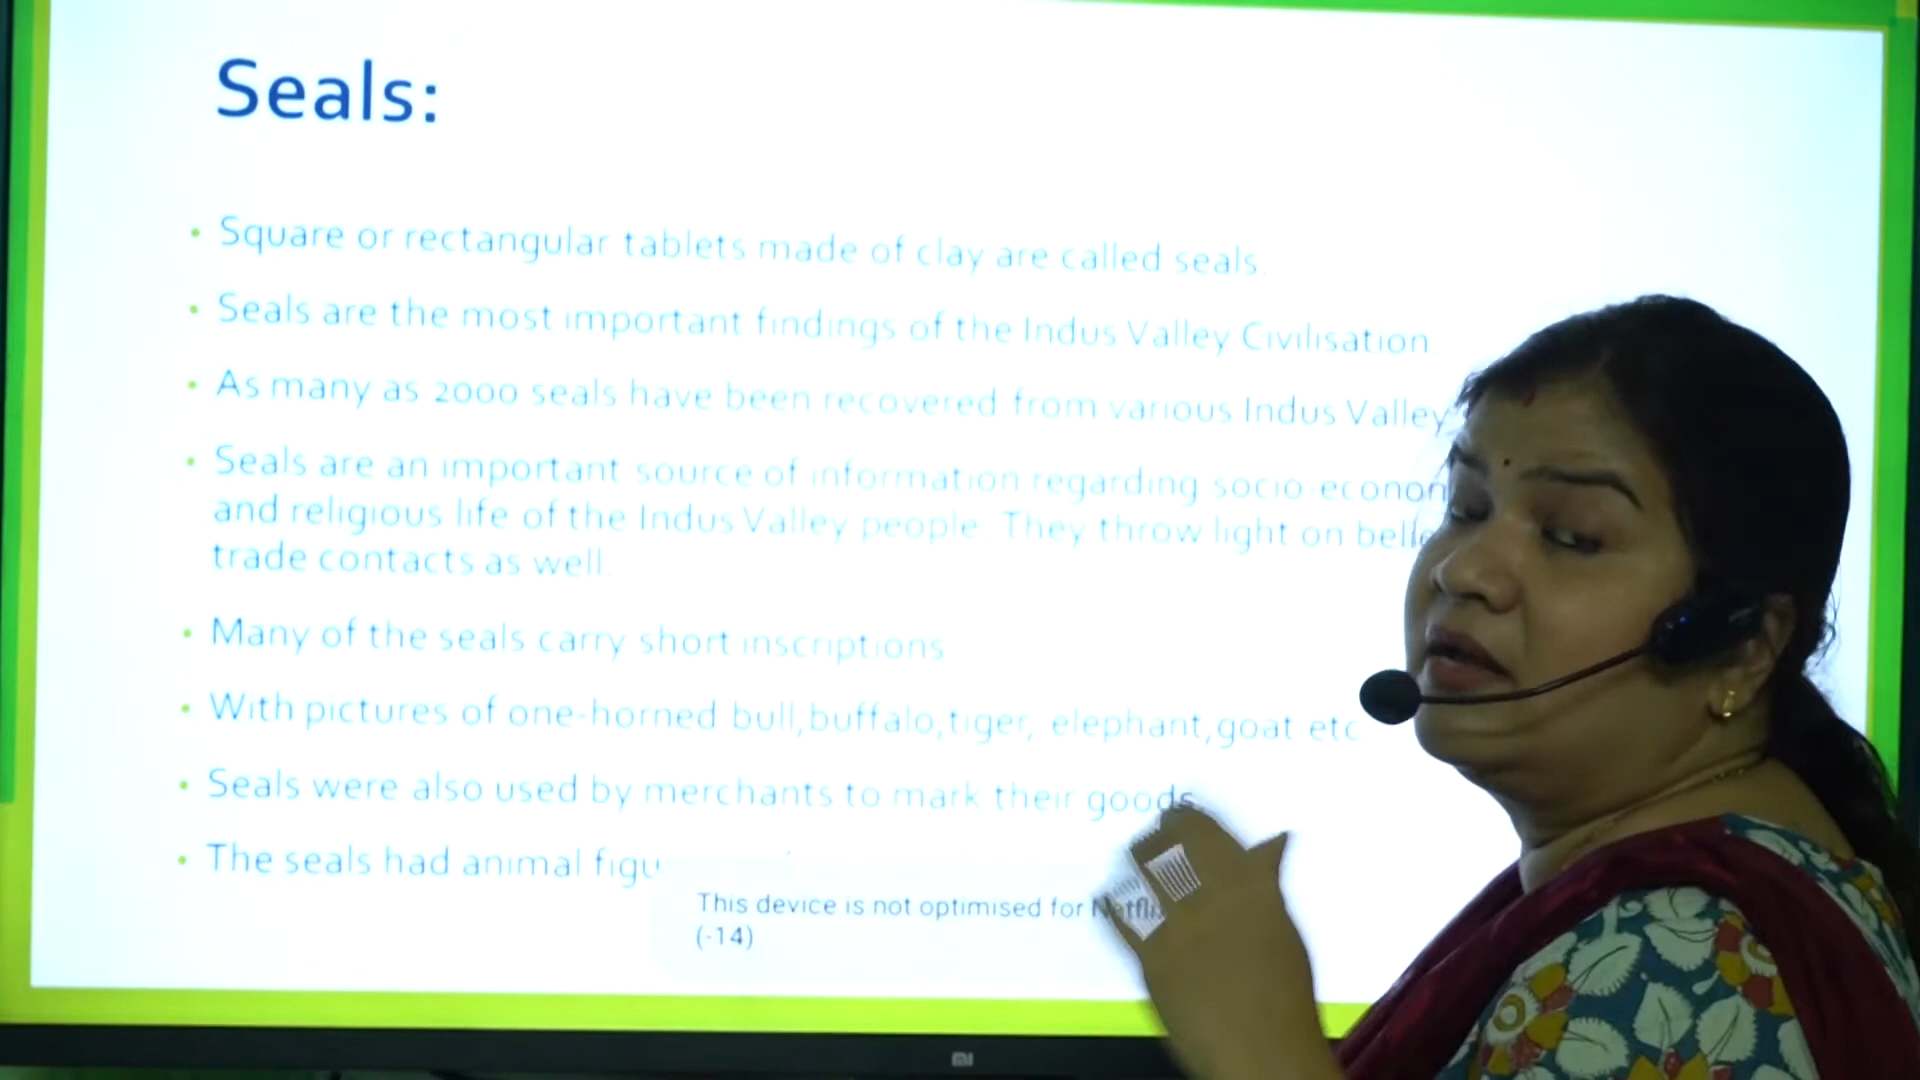 Seals:
• Square or rectangular tablets made of clay are called seals.
• Seals are the most important findings of the Indus Valley Civilisation
• As many as 2000 seals have been recovered from various Indus Valley
• Seals are an important source of information regarding socio-econom
and religious life of the Indus Valley people. They throw light on
trade contacts as well.
• Many of the seals carry short inscriptions
• With pictures of one-horned bull,buffalo,tiger, elephant,goat etc
• Seals were also used by merchants to mark their goods.
• The seals had animal
This device is not optimised for Netflix
(-14)
mi